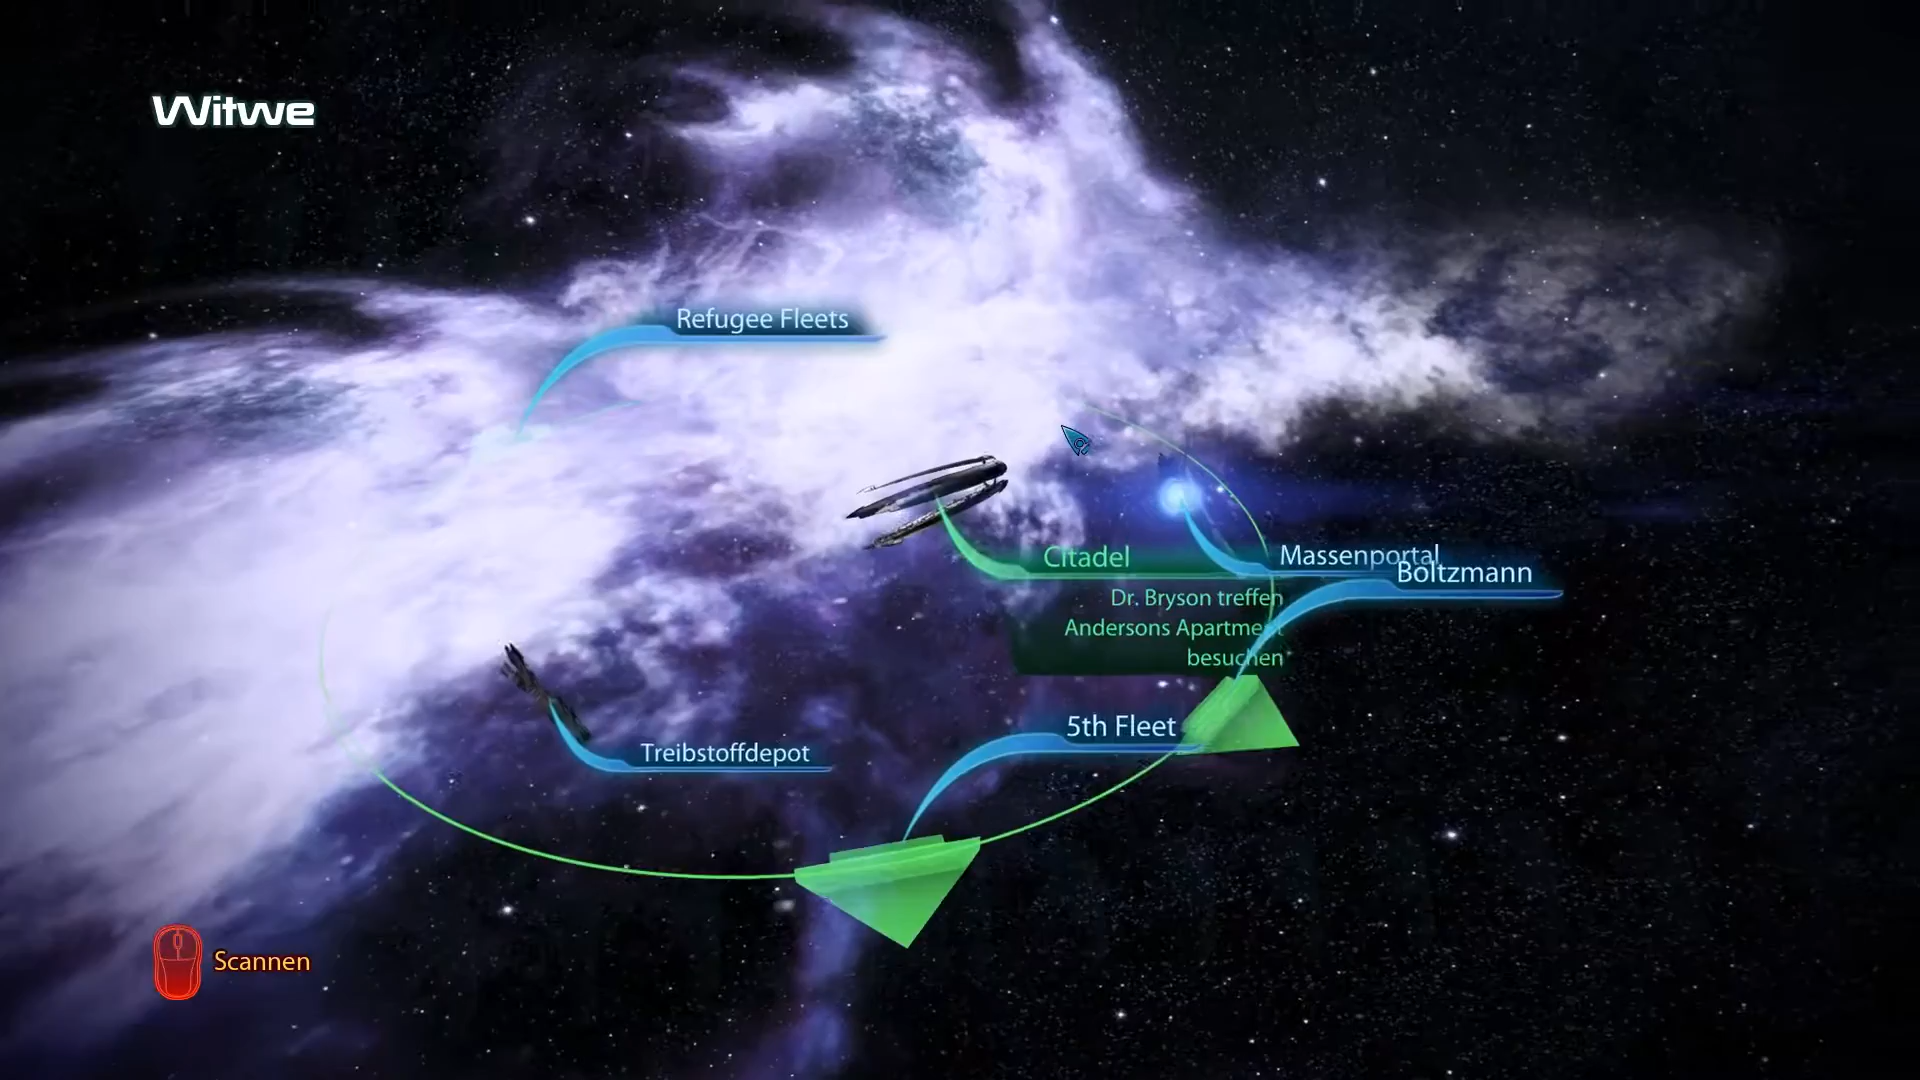 Witwe
Refugee Fleets
Citadel
Massenportal
Boltzmann
Dr. Bryson treffen
Andersons Apartment
besuchen
5th Fleet
Treibstoffdepot
Scannen